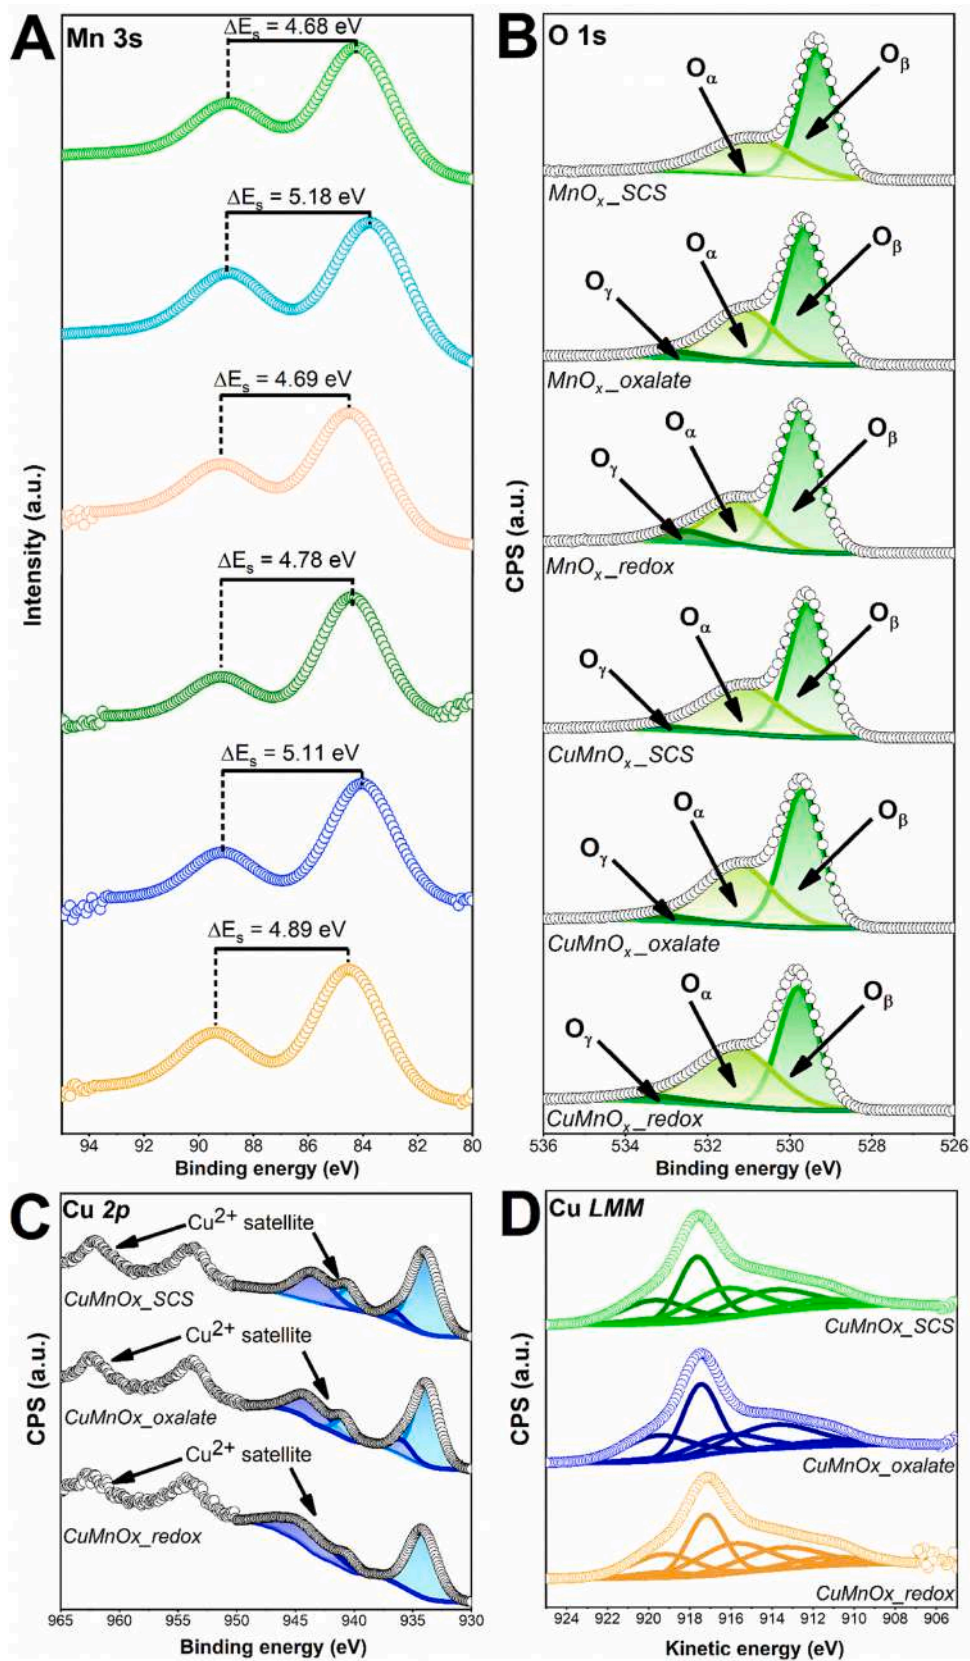 A Mn 3s
ΔEs = 4.68 eV
ΔEs = 5.18 eV
ΔEs = 4.69 eV
ΔEs = 4.78 eV
ΔEs = 5.11 eV
ΔEs = 4.89 eV
Intensity (a.u.)
94 92 90 88 86 84 82 80
Binding energy (eV)
B O 1s
Oα Oβ
MnOx_SCS
Oγ Oα Oβ
MnOx_oxalate
Oγ Oα Oβ
MnOx_redox
Oγ Oα Oβ
CuMnOx_SCS
Oγ Oα Oβ
CuMnOx_oxalate
Oγ Oα Oβ
CuMnOx_redox
CPS (a.u.)
536 534 532 530 528 526
Binding energy (eV)
C Cu 2p
Cu2+ satellite
CuMnOx_SCS
Cu2+ satellite
CuMnOx_oxalate
Cu2+ satellite
CuMnOx_redox
CPS (a.u.)
965 960 955 950 945 940 935 930
Binding energy (eV)
D Cu LMM
CuMnOx_SCS
CuMnOx_oxalate
CuMnOx_redox
CPS (a.u.)
924 922 920 918 916 914 912 910 908 906
Kinetic energy (eV)